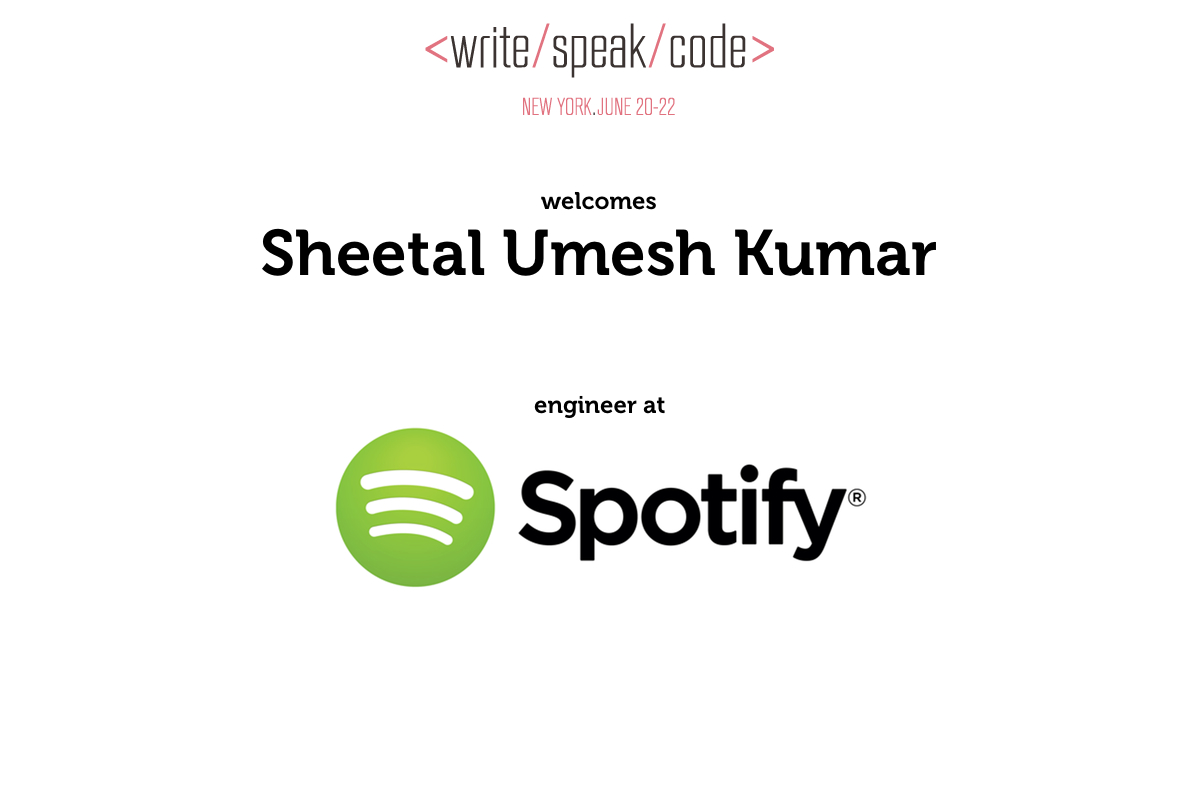 <write/speak/code>
NEW YORK.JUNE 20-22
welcomes
Sheetal Umesh Kumar
engineer at
Spotify®